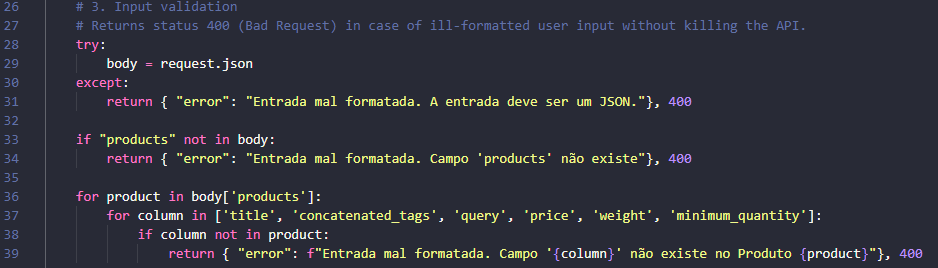 26 # 3. Input validation
27 # Returns status 400 (Bad Request) in case of ill-formatted user input without killing the API.
28 try:
29 body = request.json
30 except:
31 return { "error": "Entrada mal formatada. A entrada deve ser um JSON."}, 400
32
33 if "products" not in body:
34 return { "error": "Entrada mal formatada. Campo 'products' não existe"}, 400
35
36 for product in body['products']:
37 for column in ['title', 'concatenated_tags', 'query', 'price', 'weight', 'minimum_quantity']:
38 if column not in product:
39 return { "error": f"Entrada mal formatada. Campo '{column}' não existe no Produto {product}"}, 400